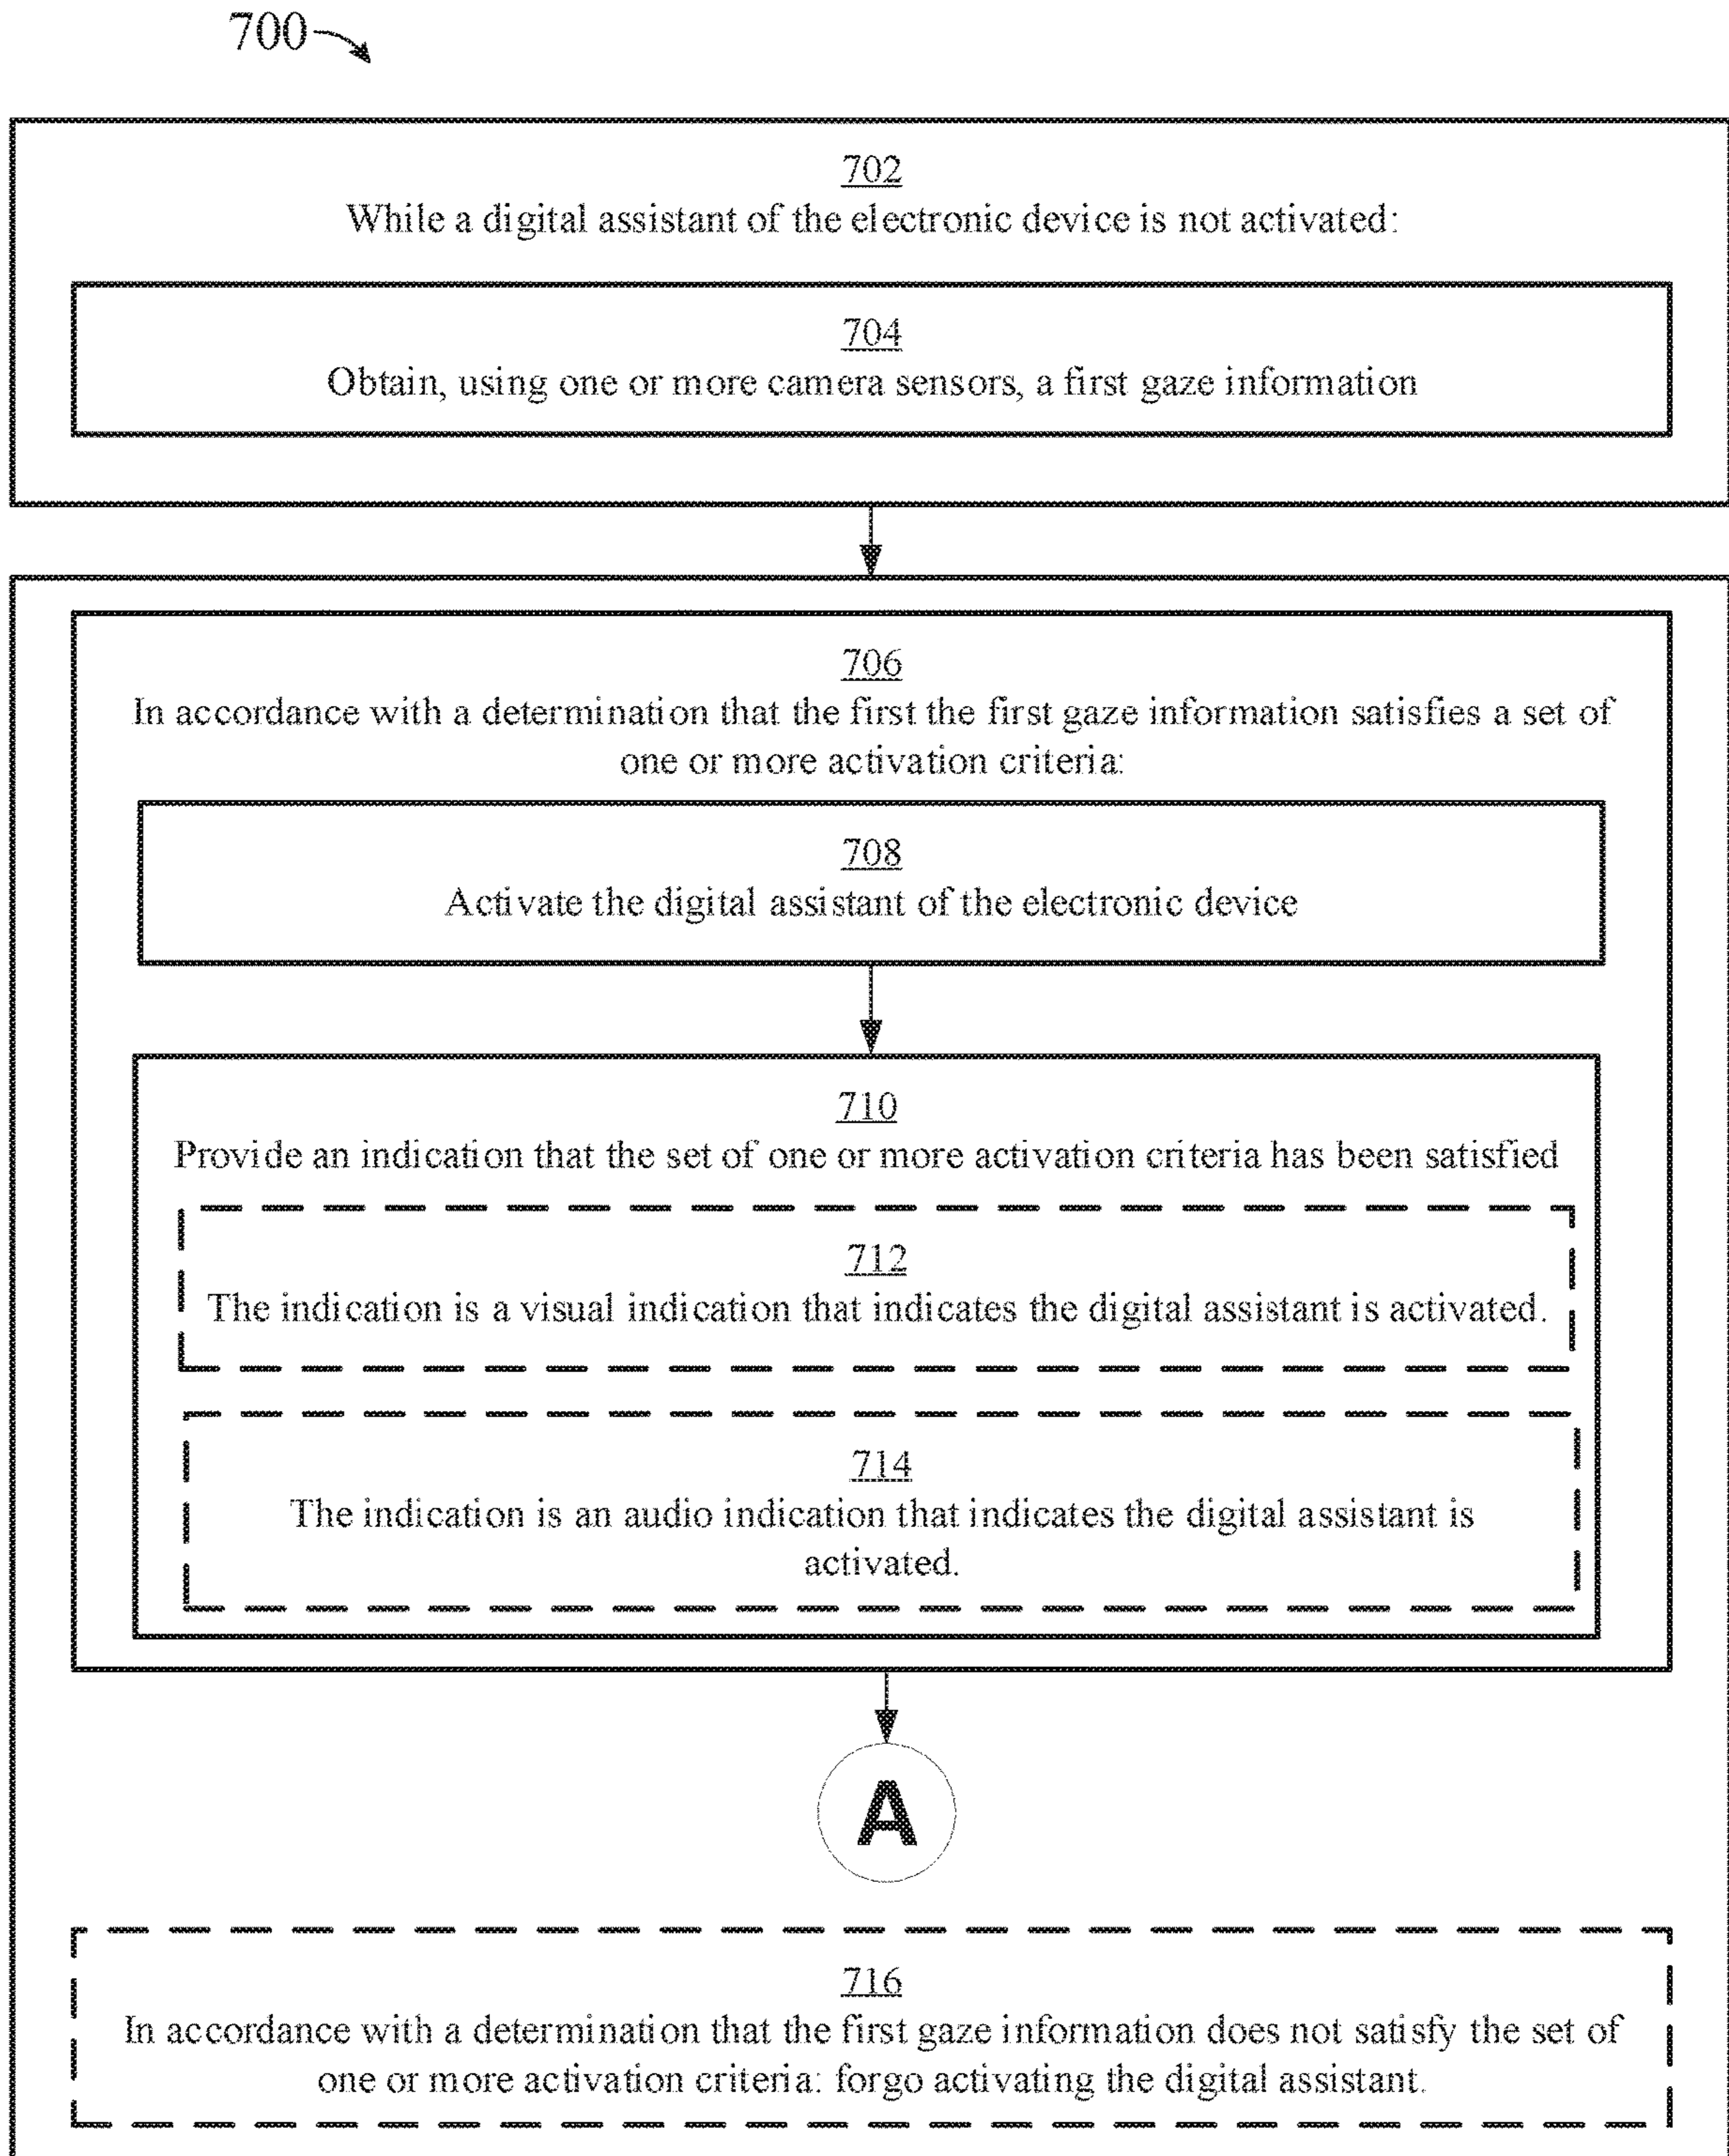 700
702
While a digital assistant of the electronic device is not activated:
704
Obtain, using one or more camera sensors, a first gaze information
706
In accordance with a determination that the first the first gaze information satisfies a set of
one or more activation criteria:
708
Activate the digital assistant of the electronic device
710
Provide an indication that the set of one or more activation criteria has been satisfied
712
The indication is a visual indication that indicates the digital assistant is activated.
714
The indication is an audio indication that indicates the digital assistant is
activated.
A
716
In accordance with a determination that the first gaze information does not satisfy the set of
one or more activation criteria: forgo activating the digital assistant.